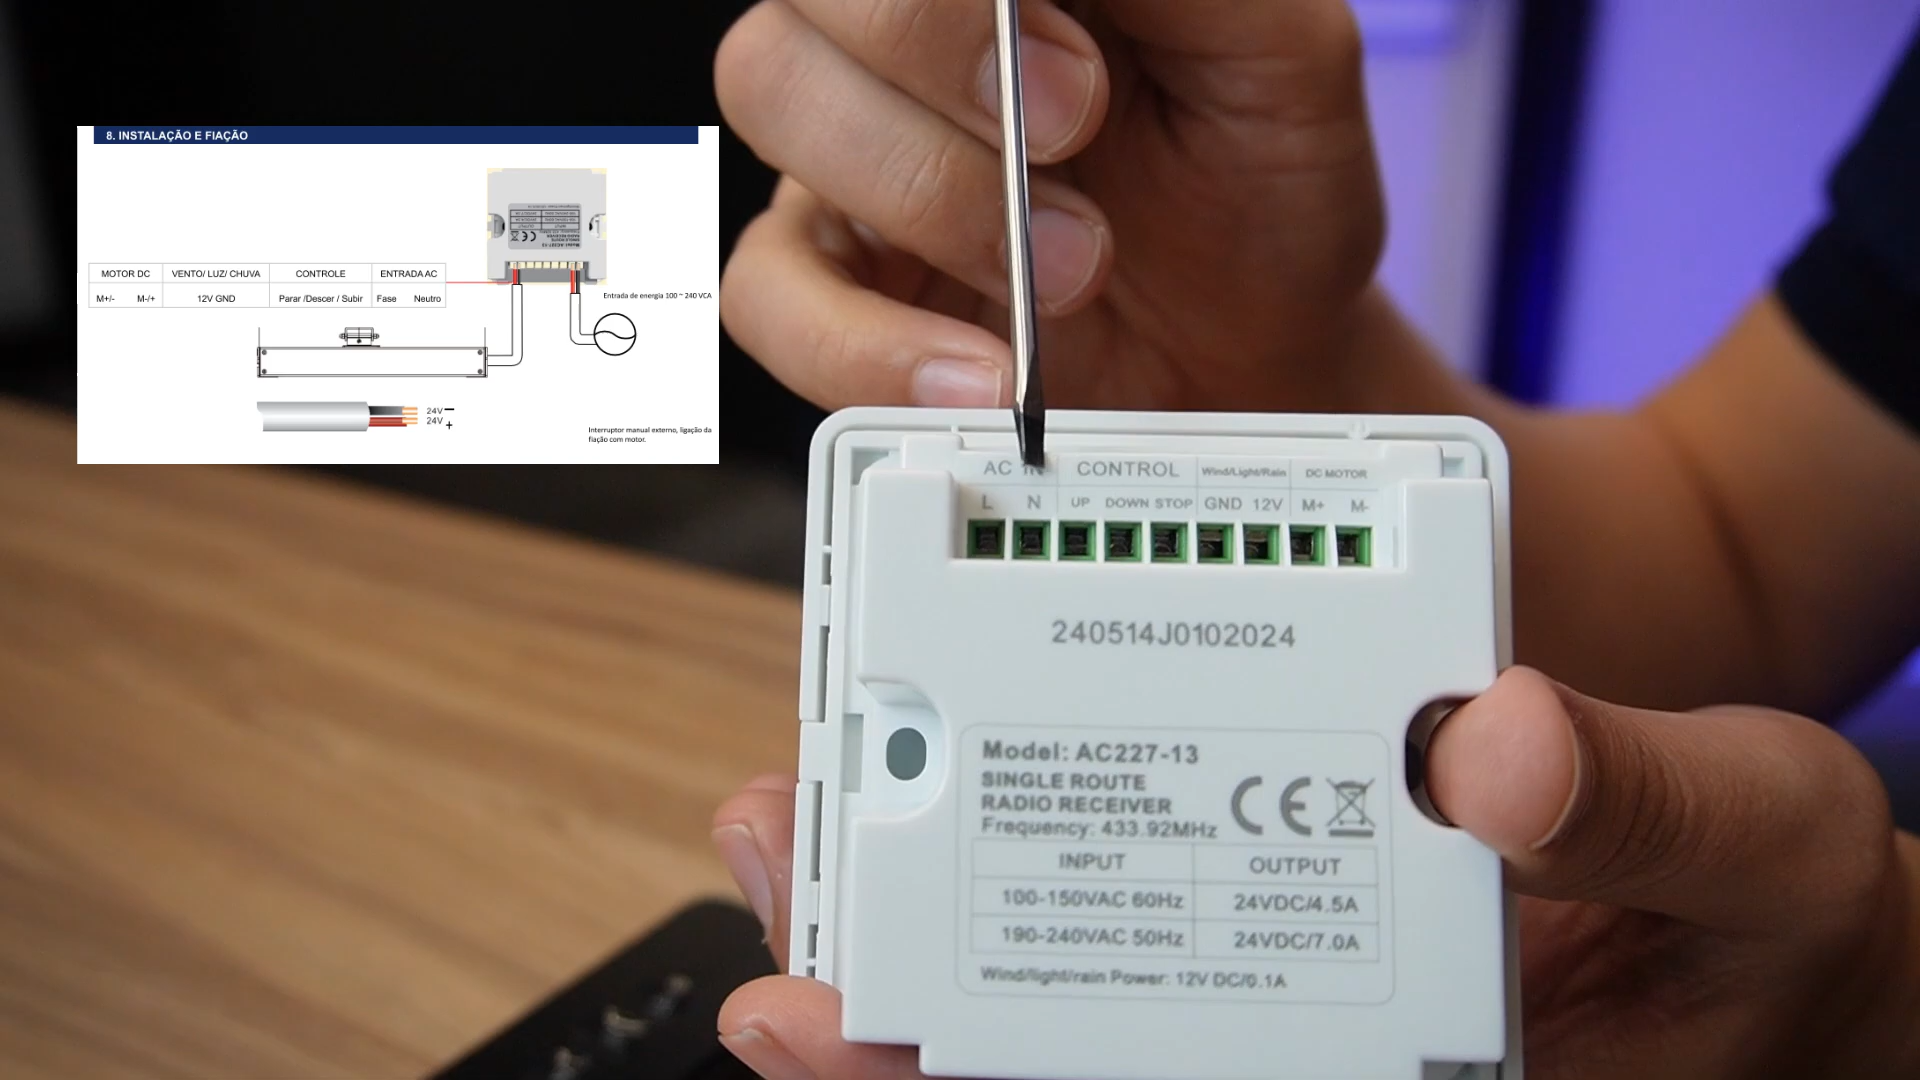 8. INSTALAÇÃO E FIAÇÃO
MOTOR DC VENTO/ LUZ/ CHUVA CONTROLE ENTRADA AC
M+/- M-/+ 12V GND Parar /Descer / Subir Fase Neutro
Entrada de energia 100 ~ 240 VCA
24V –
24V +
Interruptor manual externo, ligação da
fiação com motor.
AC IN CONTROL Wind/Light/Rain DC MOTOR
L N UP DOWN STOP GND 12V M+ M-
240514J0102024
Model: AC227-13
SINGLE ROUTE
RADIO RECEIVER
Frequency: 433.92MHz
CE
INPUT OUTPUT
100-150VAC 60Hz 24VDC/4.5A
190-240VAC 50Hz 24VDC/7.0A
Wind/light/rain Power: 12V DC/0.1A